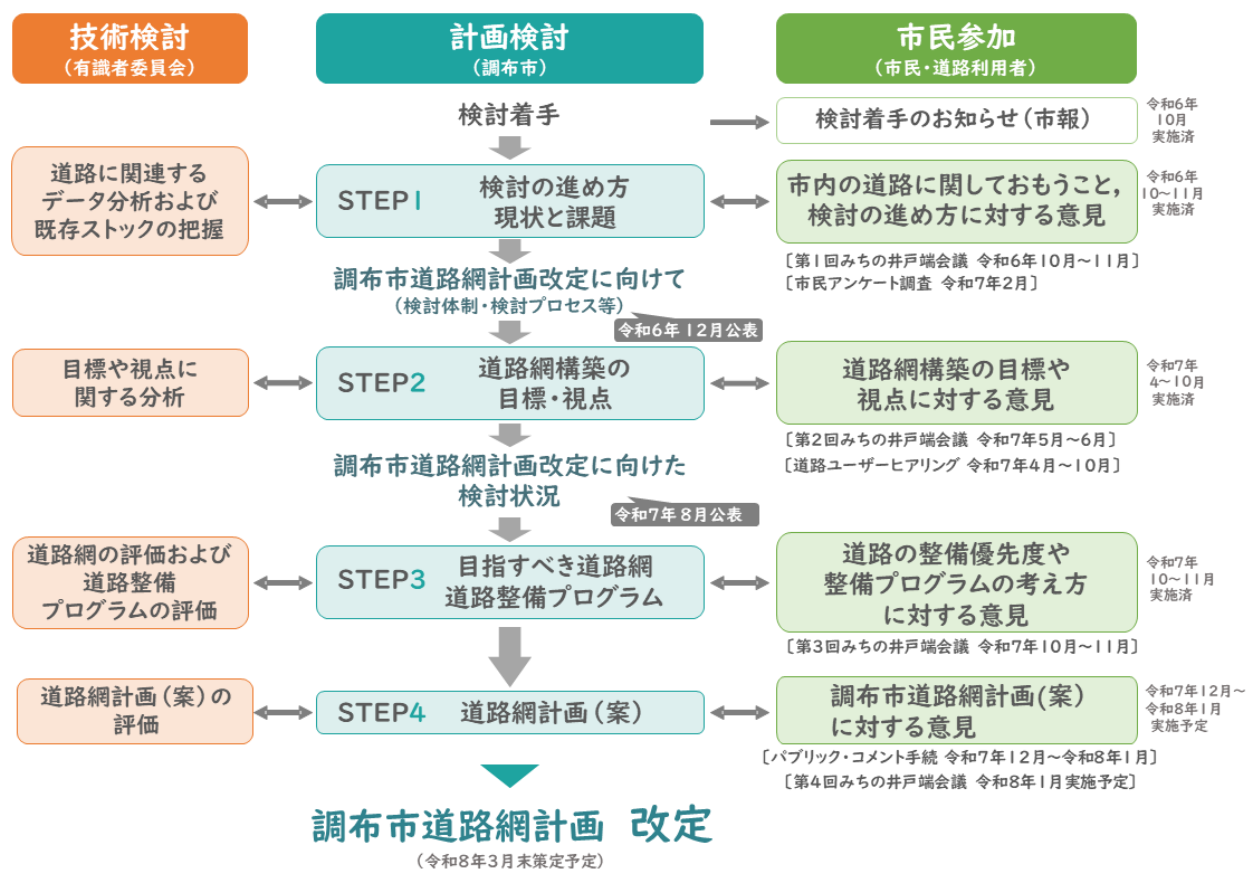 技術検討
(有識者委員会)
計画検討
(調布市)
市民参加
(市民・道路利用者)
検討着手
検討着手のお知らせ(市報)
令和6年
10月
実施済
道路に関連する
データ分析および
既存ストックの把握
STEP1
検討の進め方
現状と課題
市内の道路に関しておもうこと,
検討の進め方に対する意見
令和6年
10~11月
実施済
[第1回みちの井戸端会議 令和6年10月~11月]
[市民アンケート調査 令和7年2月]
調布市道路網計画改定に向けて
(検討体制・検討プロセス等)
令和6年12月公表
目標や視点に
関する分析
STEP2
道路網構築の
目標・視点
道路網構築の目標や
視点に対する意見
令和7年
4~10月
実施済
[第2回みちの井戸端会議 令和7年5月~6月]
[道路ユーザーヒアリング 令和7年4月~10月]
調布市道路網計画改定に向けた
検討状況
令和7年8月公表
道路網の評価および
道路整備
プログラムの評価
STEP3
目指すべき道路網
道路整備プログラム
道路の整備優先度や
整備プログラムの考え方
に対する意見
令和7年
10~11月
実施済
[第3回みちの井戸端会議 令和7年10月~11月]
道路網計画(案)の
評価
STEP4
道路網計画(案)
調布市道路網計画(案)
に対する意見
令和7年12月~
令和8年1月
実施予定
[パブリック・コメント手続 令和7年12月~令和8年1月]
[第4回みちの井戸端会議 令和8年1月実施予定]
調布市道路網計画 改定
(令和8年3月末策定予定)